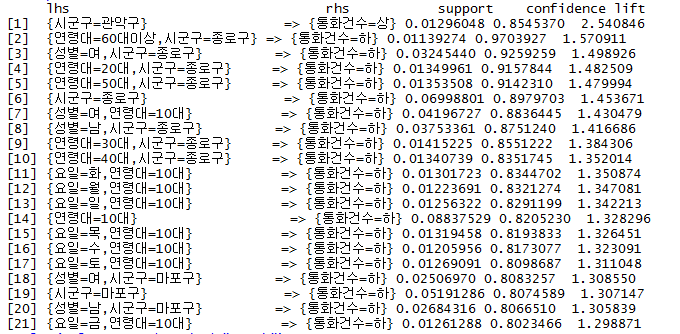 lhs rhs support confidence lift
[1] {시군구=관악구} => {통화건수=상} 0.01296048 0.8545370 2.540846
[2] {연령대=60대이상,시군구=종로구} => {통화건수=하} 0.01139274 0.9703927 1.570911
[3] {성별=여,시군구=종로구} => {통화건수=하} 0.03245440 0.9259259 1.498926
[4] {연령대=20대,시군구=종로구} => {통화건수=하} 0.01349961 0.9157844 1.482509
[5] {연령대=50대,시군구=종로구} => {통화건수=하} 0.01353508 0.9142310 1.479994
[6] {시군구=종로구} => {통화건수=하} 0.06998801 0.8979703 1.453671
[7] {성별=여,연령대=10대} => {통화건수=하} 0.04196727 0.8836445 1.430479
[8] {성별=남,시군구=종로구} => {통화건수=하} 0.03753361 0.8751240 1.416686
[9] {연령대=30대,시군구=종로구} => {통화건수=하} 0.01415225 0.8551222 1.384306
[10] {연령대=40대,시군구=종로구} => {통화건수=하} 0.01340739 0.8351745 1.352014
[11] {요일=화,연령대=10대} => {통화건수=하} 0.01301723 0.8344702 1.350874
[12] {요일=월,연령대=10대} => {통화건수=하} 0.01223691 0.8321274 1.347081
[13] {요일=일,연령대=10대} => {통화건수=하} 0.01256322 0.8291199 1.342213
[14] {연령대=10대} => {통화건수=하} 0.08837529 0.8205230 1.328296
[15] {요일=목,연령대=10대} => {통화건수=하} 0.01319458 0.8193833 1.326451
[16] {요일=수,연령대=10대} => {통화건수=하} 0.01205956 0.8173077 1.323091
[17] {요일=토,연령대=10대} => {통화건수=하} 0.01269091 0.8098687 1.311048
[18] {성별=여,시군구=마포구} => {통화건수=하} 0.02506970 0.8083257 1.308550
[19] {시군구=마포구} => {통화건수=하} 0.05191286 0.8074589 1.307147
[20] {성별=남,시군구=마포구} => {통화건수=하} 0.02684316 0.8066510 1.305839
[21] {요일=금,연령대=10대} => {통화건수=하} 0.01261288 0.8023466 1.298871